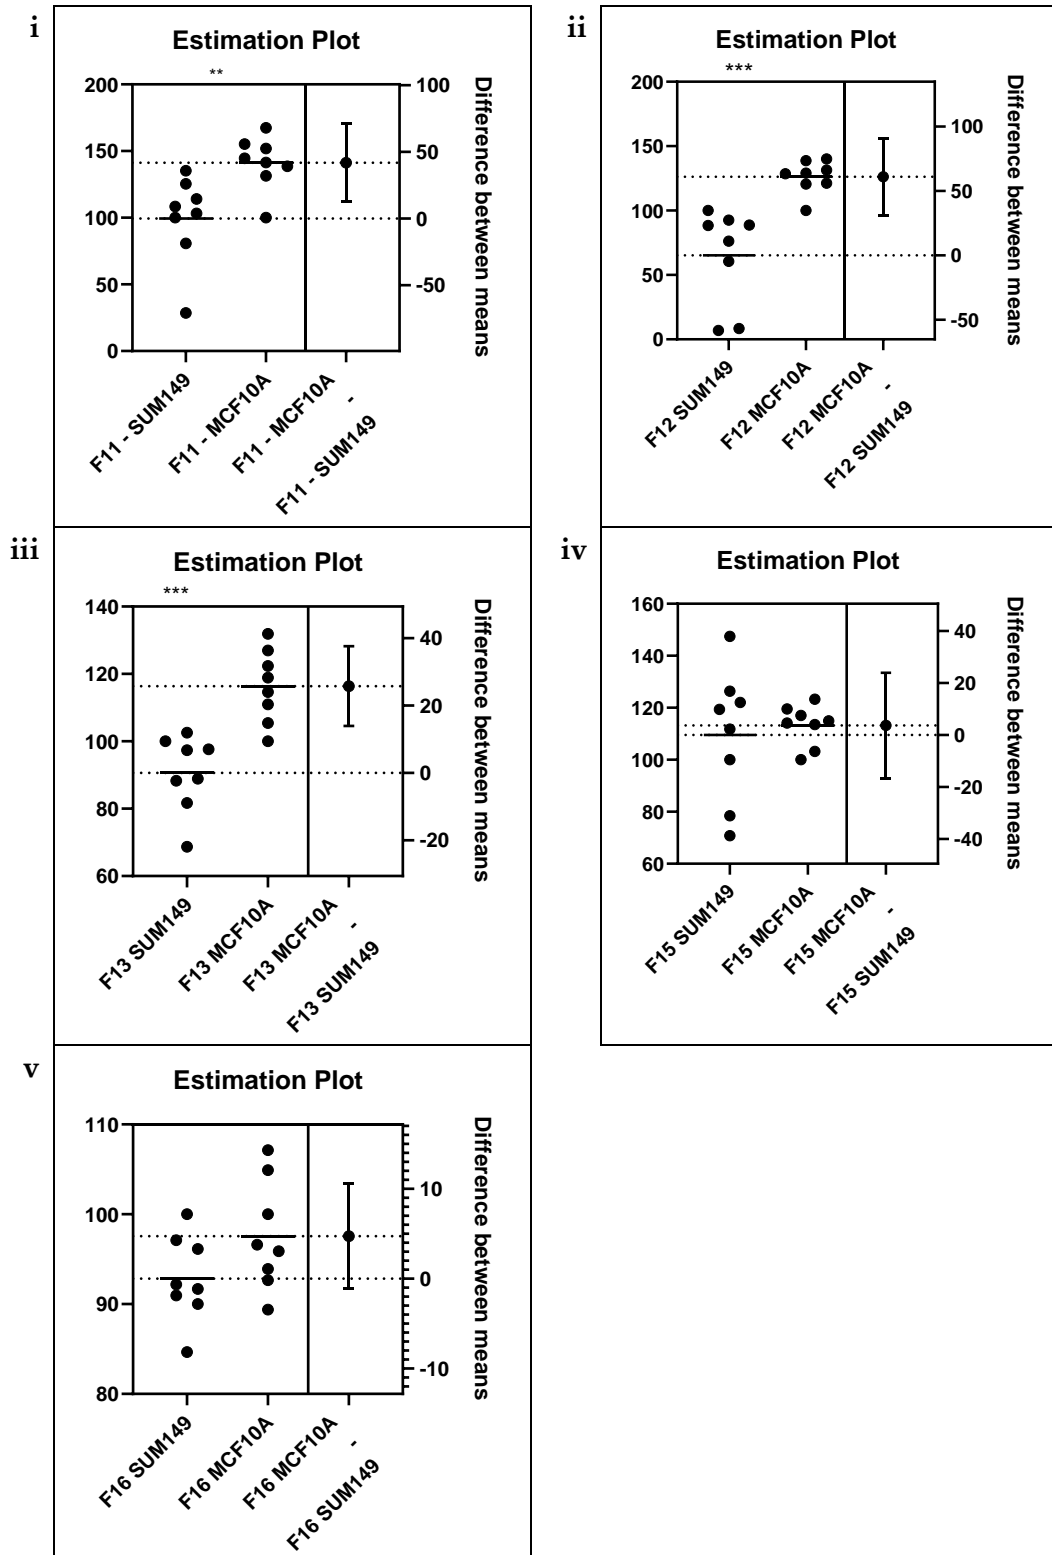 i
Estimation Plot
**
200
150
100
50
0
100
50
0
-50
Difference between means
F11 - SUM149
F11 - MCF10A
F11 - MCF10A
-
F11 - SUM149
ii
Estimation Plot
***
200
150
100
50
0
100
50
0
-50
Difference between means
F12 SUM149
F12 MCF10A
F12 MCF10A
-
F12 SUM149
iii
Estimation Plot
***
140
120
100
80
60
40
20
0
-20
Difference between means
F13 SUM149
F13 MCF10A
F13 MCF10A
-
F13 SUM149
iv
Estimation Plot
160
140
120
100
80
60
40
20
0
-20
-40
Difference between means
F15 SUM149
F15 MCF10A
F15 MCF10A
-
F15 SUM149
v
Estimation Plot
110
100
90
80
10
0
-10
Difference between means
F16 SUM149
F16 MCF10A
F16 MCF10A
-
F16 SUM149